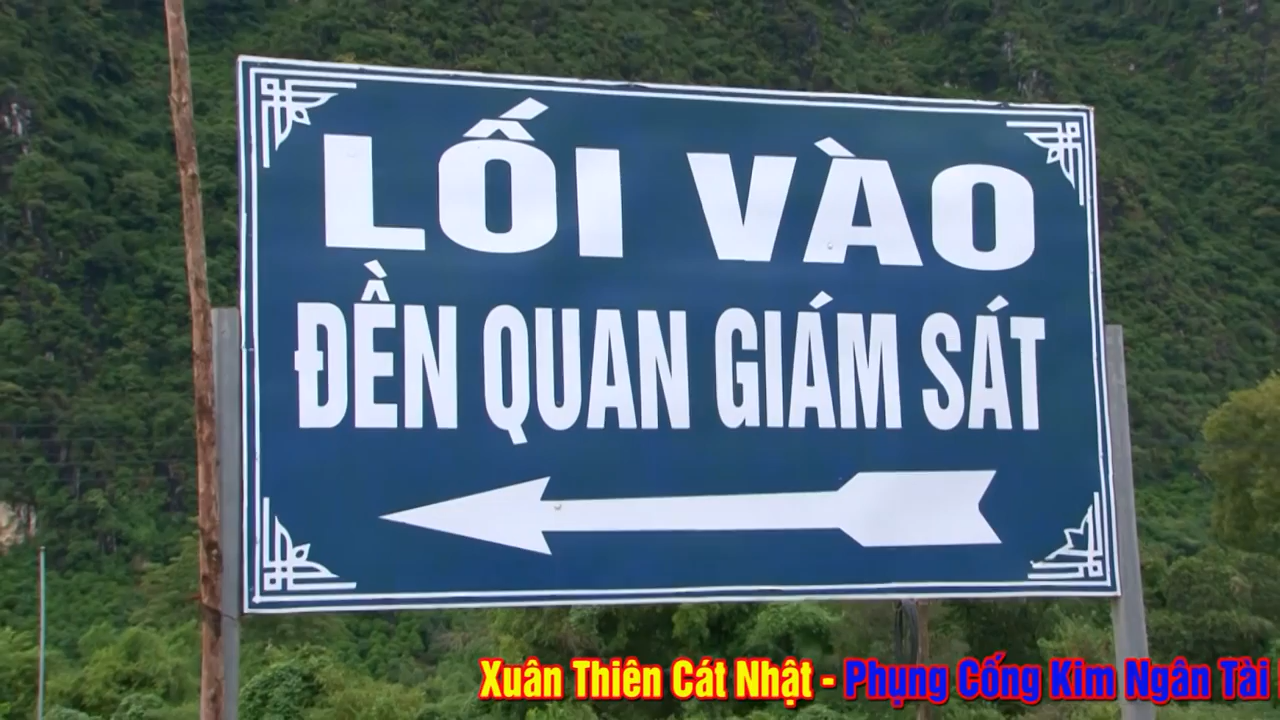 LỐI VÀO
ĐỀN QUAN GIÁM SÁT
Xuân Thiên Cát Nhật - Phụng Cống Kim Ngân Tài